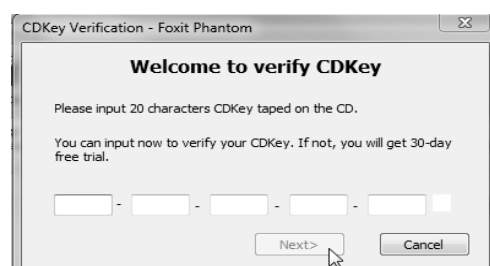 CDKey Verification - Foxit Phantom
Welcome to verify CDKey
Please input 20 characters CDKey taped on the CD.
You can input now to verify your CDKey. If not, you will get 30-day
free trial.
- - - -
Next> Cancel